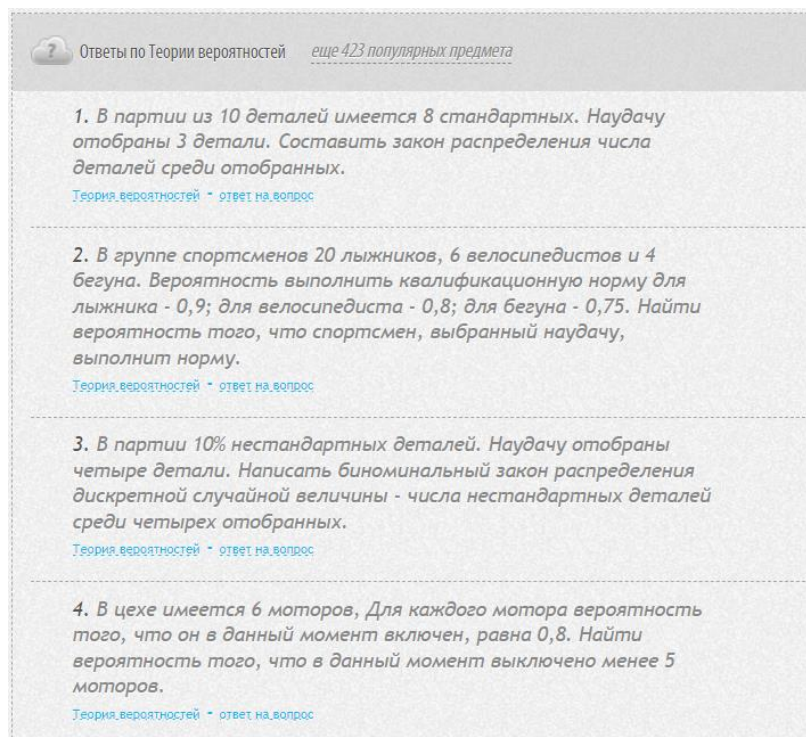 Ответы по Теории вероятностей еще 423 популярных предмета
1. В партии из 10 деталей имеется 8 стандартных. Наудачу
отобраны 3 детали. Составить закон распределения числа
деталей среди отобранных.
Теория вероятностей - ответ на вопрос
2. В группе спортсменов 20 лыжников, 6 велосипедистов и 4
бегуна. Вероятность выполнить квалификационную норму для
лыжника - 0,9; для велосипедиста - 0,8; для бегуна - 0,75. Найти
вероятность того, что спортсмен, выбранный наудачу,
выполнит норму.
Теория вероятностей - ответ на вопрос
3. В партии 10% нестандартных деталей. Наудачу отобраны
четыре детали. Написать биноминальный закон распределения
дискретной случайной величины - числа нестандартных деталей
среди четырех отобранных.
Теория вероятностей - ответ на вопрос
4. В цехе имеется 6 моторов, Для каждого мотора вероятность
того, что он в данный момент включен, равна 0,8. Найти
вероятность того, что в данный момент выключено менее 5
моторов.
Теория вероятностей - ответ на вопрос